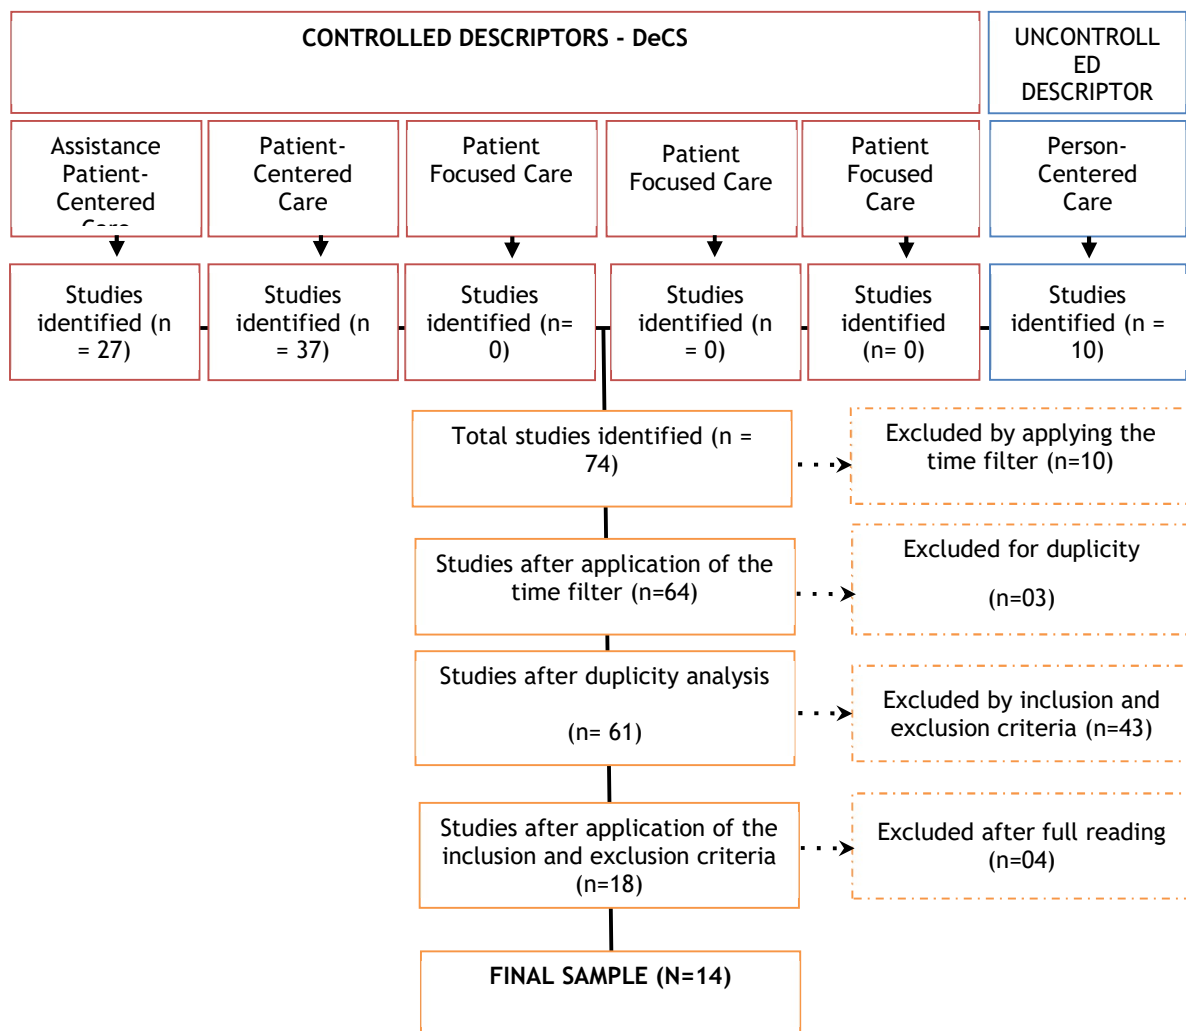 CONTROLLED DESCRIPTORS - DeCS
UNCONTROLL
ED
DESCRIPTOR
Assistance
Patient-
Centered
Patient-
Centered
Care
Patient
Focused Care
Patient
Focused Care
Patient
Focused
Care
Person-
Centered
Care
Studies
identified (n
= 27)
Studies
identified (n
= 37)
Studies
identified (n=
0)
Studies
identified (n
= 0)
Studies
identified
(n= 0)
Studies
identified (n =
10)
Total studies identified (n =
74)
Excluded by applying the
time filter (n=10)
Studies after application of the
time filter (n=64)
Excluded for duplicity
(n=03)
Studies after duplicity analysis
(n= 61)
Excluded by inclusion and
exclusion criteria (n=43)
Studies after application of the
inclusion and exclusion criteria
(n=18)
Excluded after full reading
(n=04)
FINAL SAMPLE (N=14)